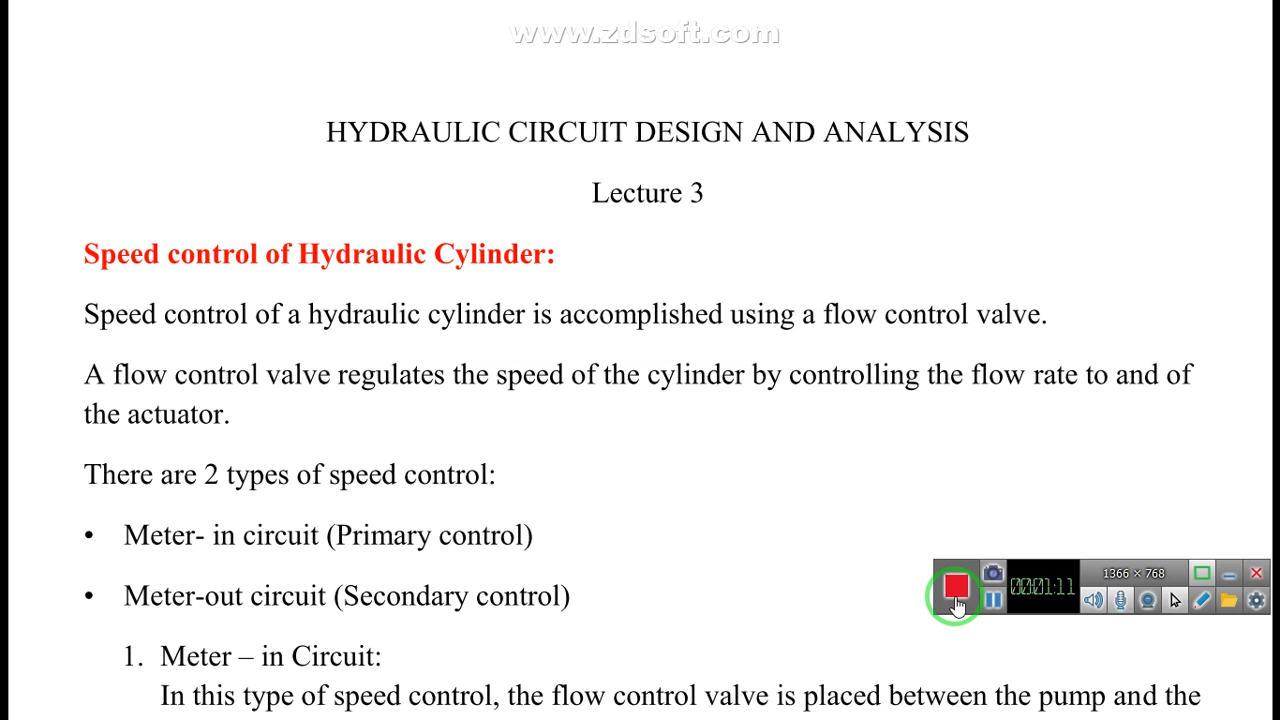 www.zdsoft.com
HYDRAULIC CIRCUIT DESIGN AND ANALYSIS
Lecture 3
Speed control of Hydraulic Cylinder:
Speed control of a hydraulic cylinder is accomplished using a flow control valve.
A flow control valve regulates the speed of the cylinder by controlling the flow rate to and of
the actuator.
There are 2 types of speed control:
• Meter- in circuit (Primary control)
• Meter-out circuit (Secondary control)
1366 × 768
00:01:11
1. Meter – in Circuit:
In this type of speed control, the flow control valve is placed between the pump and the